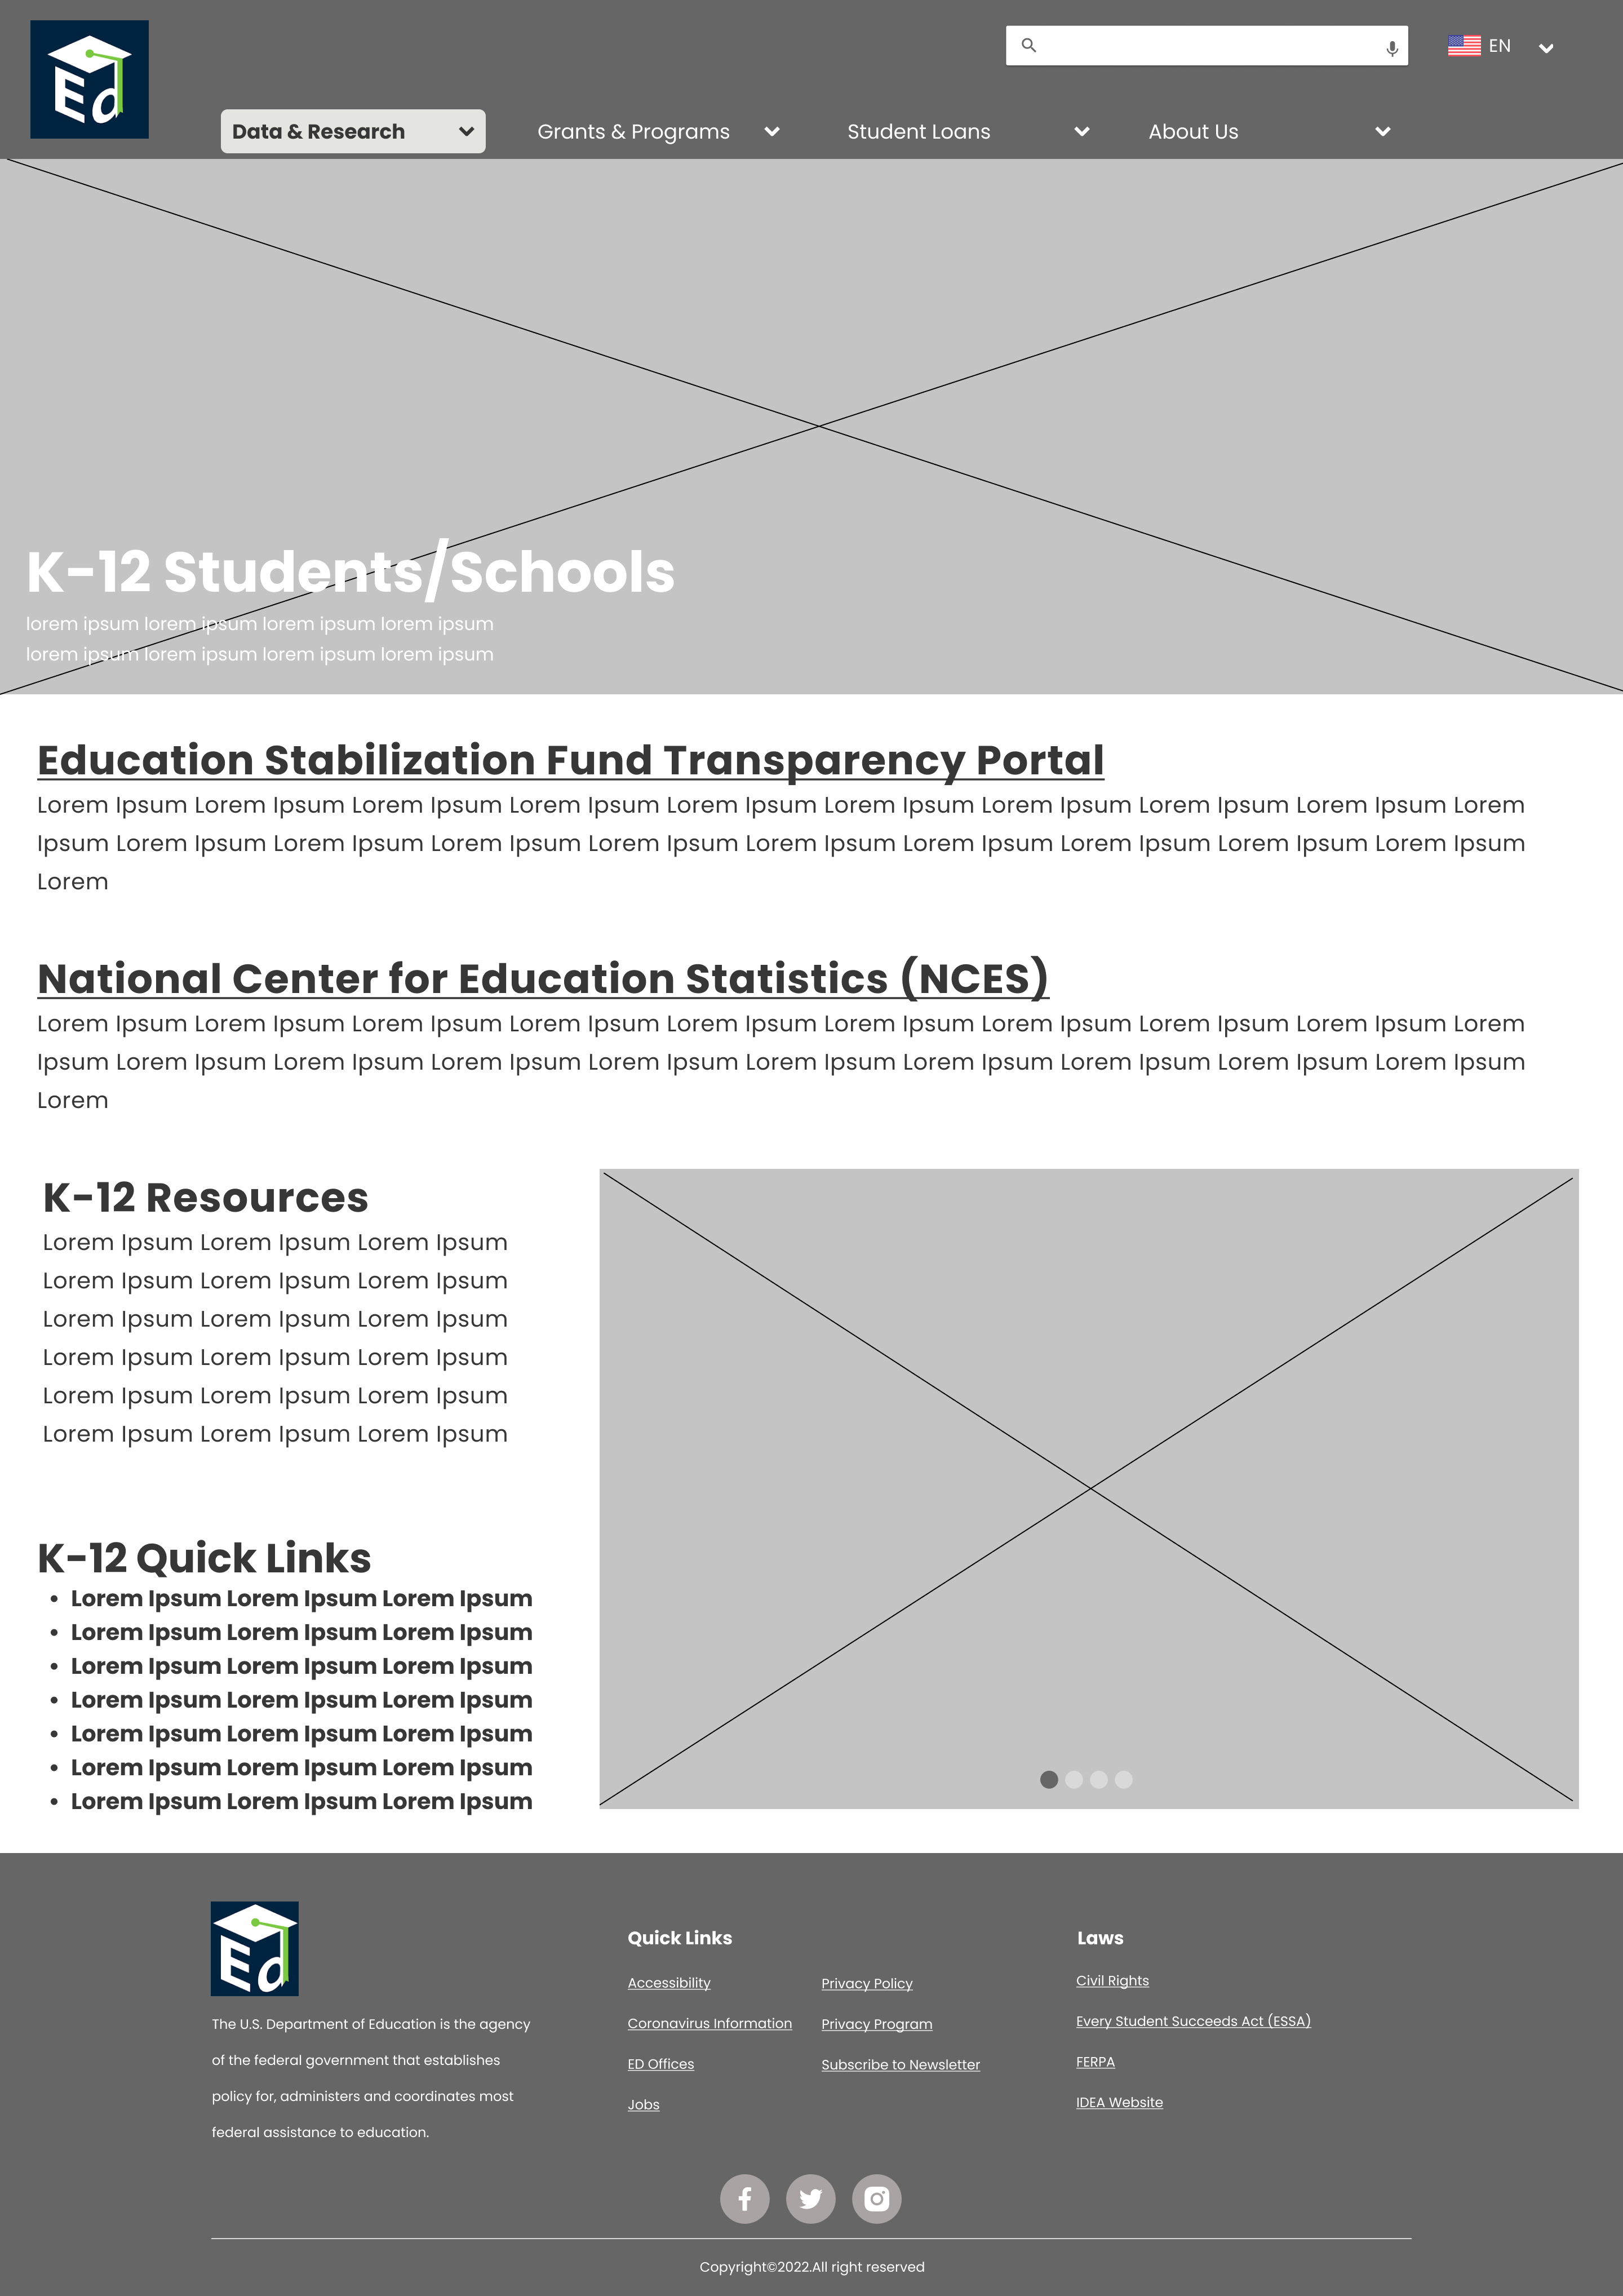 Ed
EN
Data & Research
Grants & Programs
Student Loans
About Us
K-12 Students/Schools
lorem ipsum lorem ipsum lorem ipsum lorem ipsum
lorem ipsum lorem ipsum lorem ipsum lorem ipsum
Education Stabilization Fund Transparency Portal
Lorem Ipsum Lorem Ipsum Lorem Ipsum Lorem Ipsum Lorem Ipsum Lorem Ipsum Lorem Ipsum Lorem Ipsum Lorem Ipsum Lorem
Ipsum Lorem Ipsum Lorem Ipsum Lorem Ipsum Lorem Ipsum Lorem Ipsum Lorem Ipsum Lorem Ipsum Lorem Ipsum Lorem Ipsum
Lorem
National Center for Education Statistics (NCES)
Lorem Ipsum Lorem Ipsum Lorem Ipsum Lorem Ipsum Lorem Ipsum Lorem Ipsum Lorem Ipsum Lorem Ipsum Lorem Ipsum Lorem
Ipsum Lorem Ipsum Lorem Ipsum Lorem Ipsum Lorem Ipsum Lorem Ipsum Lorem Ipsum Lorem Ipsum Lorem Ipsum Lorem Ipsum
Lorem
K-12 Resources
Lorem Ipsum Lorem Ipsum Lorem Ipsum
Lorem Ipsum Lorem Ipsum Lorem Ipsum
Lorem Ipsum Lorem Ipsum Lorem Ipsum
Lorem Ipsum Lorem Ipsum Lorem Ipsum
Lorem Ipsum Lorem Ipsum Lorem Ipsum
Lorem Ipsum Lorem Ipsum Lorem Ipsum
K-12 Quick Links
• Lorem Ipsum Lorem Ipsum Lorem Ipsum
• Lorem Ipsum Lorem Ipsum Lorem Ipsum
• Lorem Ipsum Lorem Ipsum Lorem Ipsum
• Lorem Ipsum Lorem Ipsum Lorem Ipsum
• Lorem Ipsum Lorem Ipsum Lorem Ipsum
• Lorem Ipsum Lorem Ipsum Lorem Ipsum
• Lorem Ipsum Lorem Ipsum Lorem Ipsum
Ed
The U.S. Department of Education is the agency
of the federal government that establishes
policy for, administers and coordinates most
federal assistance to education.
Quick Links
Accessibility
Coronavirus Information
ED Offices
Jobs
Privacy Policy
Privacy Program
Subscribe to Newsletter
Laws
Civil Rights
Every Student Succeeds Act (ESSA)
FERPA
IDEA Website
Copyright©2022.All right reserved